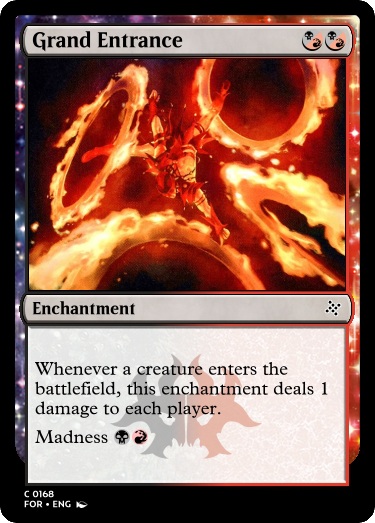 Grand Entrance
Enchantment
Whenever a creature enters the
battlefield, this enchantment deals 1
damage to each player.
Madness
C 0168
FOR • ENG